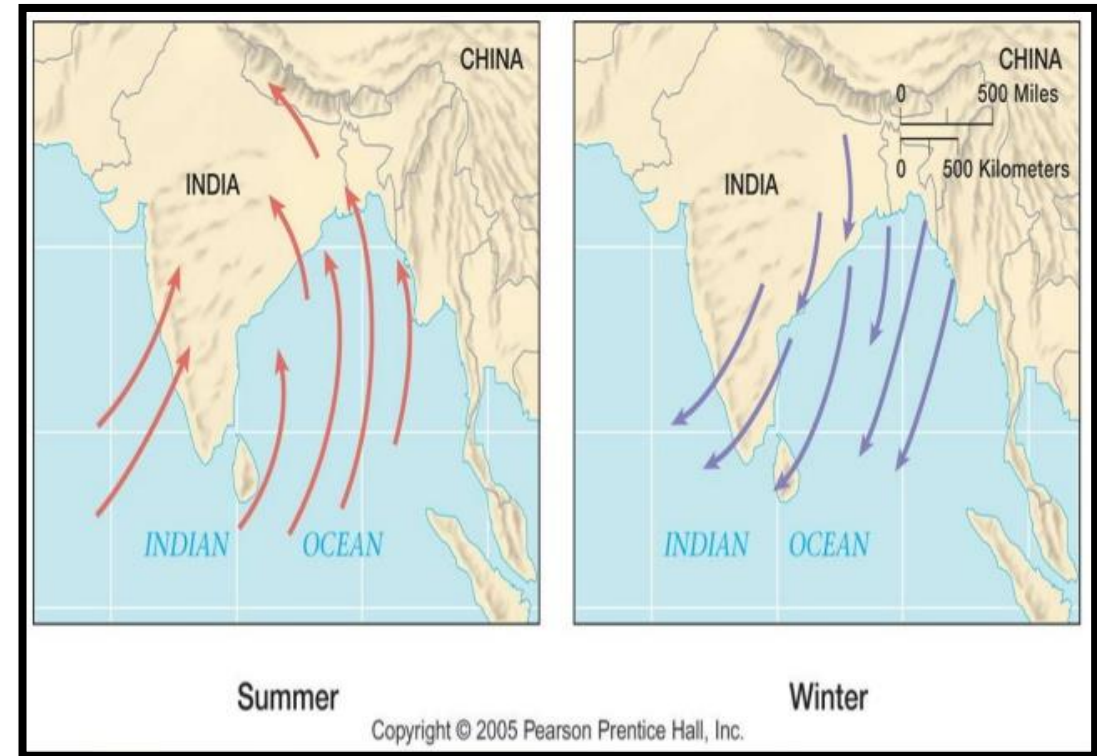 CHINA
INDIA
INDIAN OCEAN
CHINA
0 500 Miles
0 500 Kilometers
INDIA
INDIAN OCEAN
Summer
Winter
Copyright © 2005 Pearson Prentice Hall, Inc.